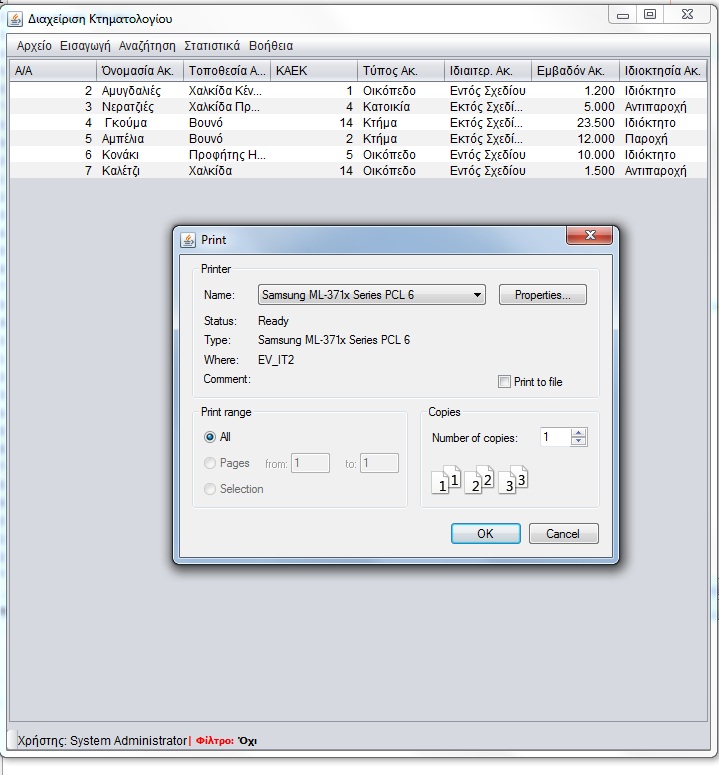 Διαχείριση Κτηματολογίου
Αρχείο Εισαγωγή Αναζήτηση Στατιστικά Βοήθεια
Α/Α Όνομασία Ακ. Τοποθεσία Α... ΚΑΕΚ Τύπος Ακ. Ιδιαιτερ. Ακ. Εμβαδόν Ακ. Ιδιοκτησία Ακ.
2 Αμυγδαλιές Χαλκίδα Κέν... 1 Οικόπεδο Εντός Σχεδίου 1.200 Ιδιόκτητο
3 Νερατζιές Χαλκίδα Πρ... 4 Κατοικία Εκτός Σχεδί... 5.000 Αντιπαροχή
4 Γκούμα Βουνό 14 Κτήμα Εκτός Σχεδί... 23.500 Ιδιόκτητο
5 Αμπέλια Βουνό 2 Κτήμα Εκτός Σχεδί... 12.000 Παροχή
6 Κονάκι Προφήτης Η... 5 Οικόπεδο Εντός Σχεδίου 10.000 Ιδιόκτητο
7 Καλέτζι Χαλκίδα 14 Οικόπεδο Εντός Σχεδίου 1.500 Αντιπαροχή
Print
Printer
Name: Samsung ML-371x Series PCL 6 Properties...
Status: Ready
Type: Samsung ML-371x Series PCL 6
Where: EV_IT2
Comment: Print to file
Print range
All
Pages from: 1 to: 1
Selection
Copies
Number of copies: 1
1 1 2 2 3 3
OK Cancel
Χρήστης: System Administrator | Φίλτρο: Όχι